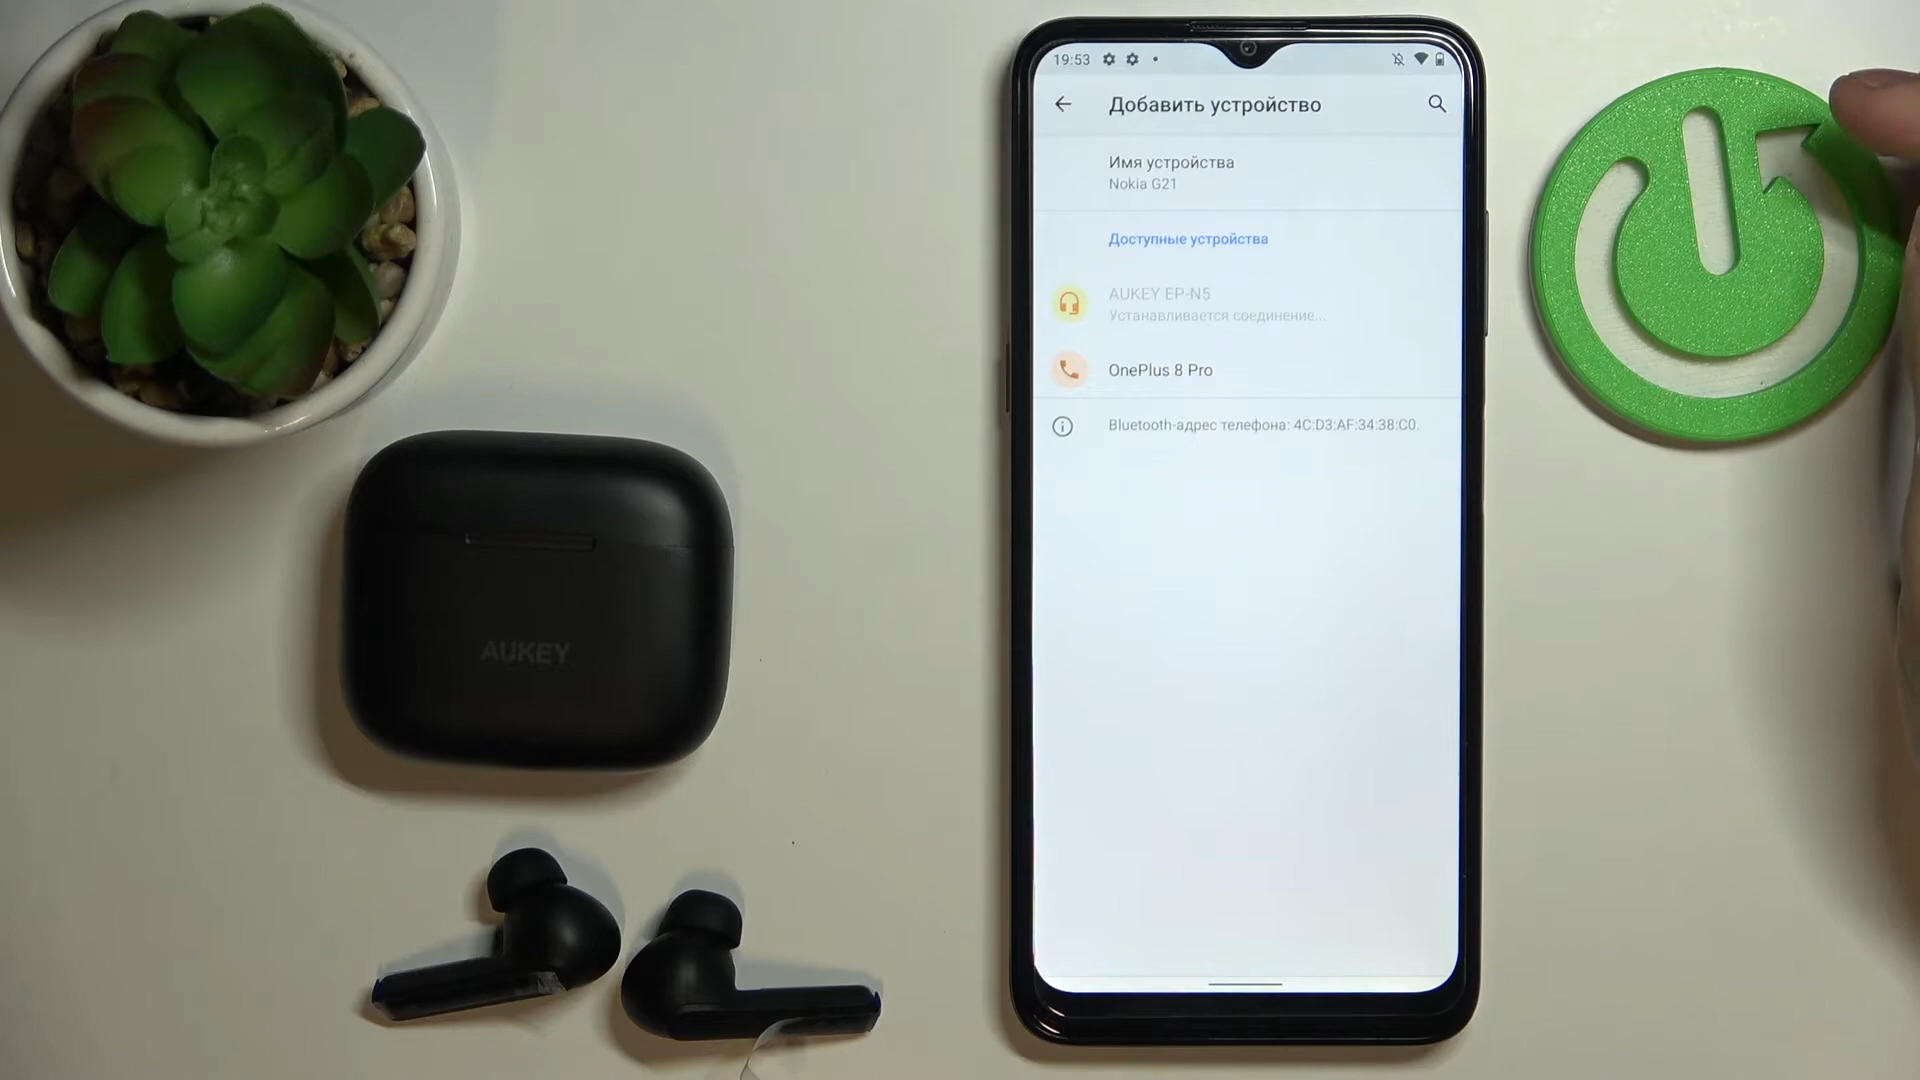 19:53
Добавить устройство
Имя устройства
Nokia G21
Доступные устройства
AUKEY EP-N5
Устанавливается соединение...
OnePlus 8 Pro
Bluetooth-адрес телефона: 4C:D3:AF:34:38:C0.
AUKEY